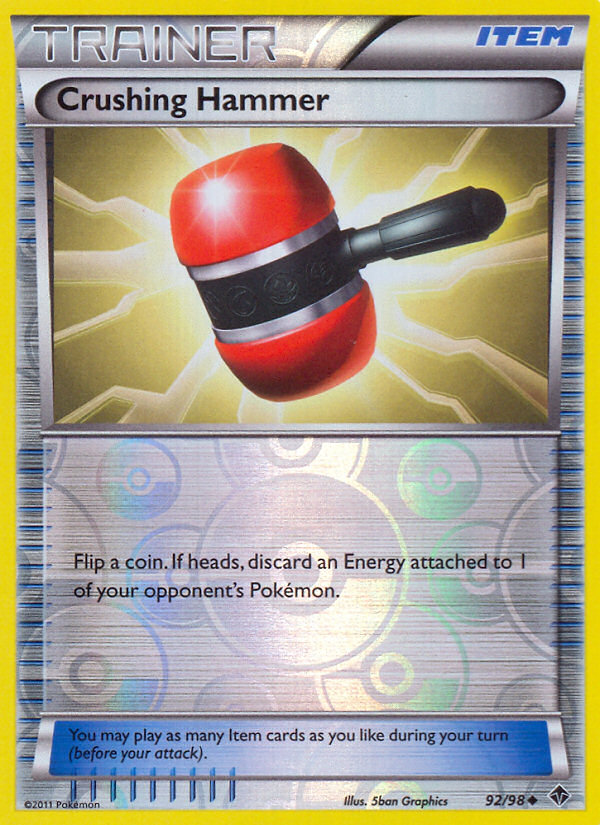 TRAINER
ITEM
Crushing Hammer
Flip a coin. If heads, discard an Energy attached to 1
of your opponent's Pokémon.
You may play as many Item cards as you like during your turn
(before your attack).
©2011 Pokémon
Illus. 5ban Graphics
92/98